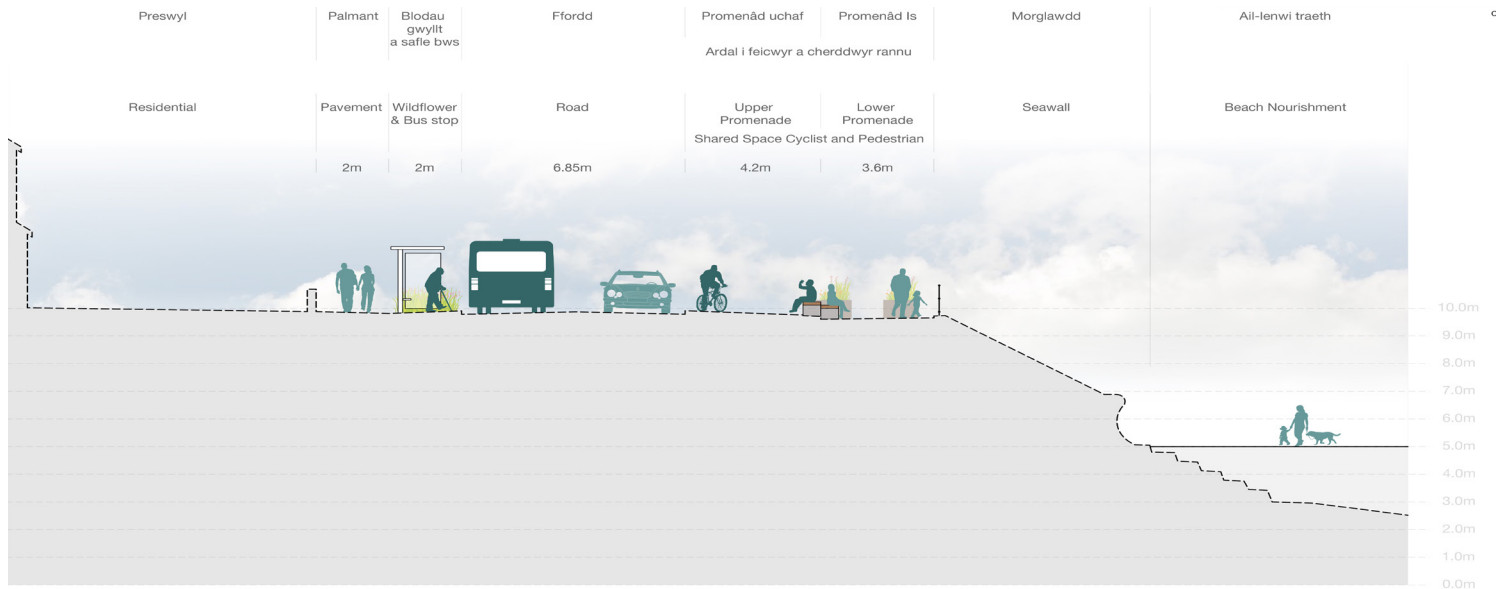 Preswyl
Palmant
Blodau
gwyllt
a safle bws
Ffordd
Promenâd uchaf
Promenâd Is
Morglawdd
Ail-lenwi traeth
Ardal i feicwyr a cherddwyr rannu
Residential
Pavement
Wildflower
& Bus stop
Road
Upper
Promenade
Lower
Promenade
Seawall
Beach Nourishment
Shared Space Cyclist and Pedestrian
2m
2m
6.85m
4.2m
3.6m
10.0m
9.0m
8.0m
7.0m
6.0m
5.0m
4.0m
3.0m
2.0m
1.0m
0.0m